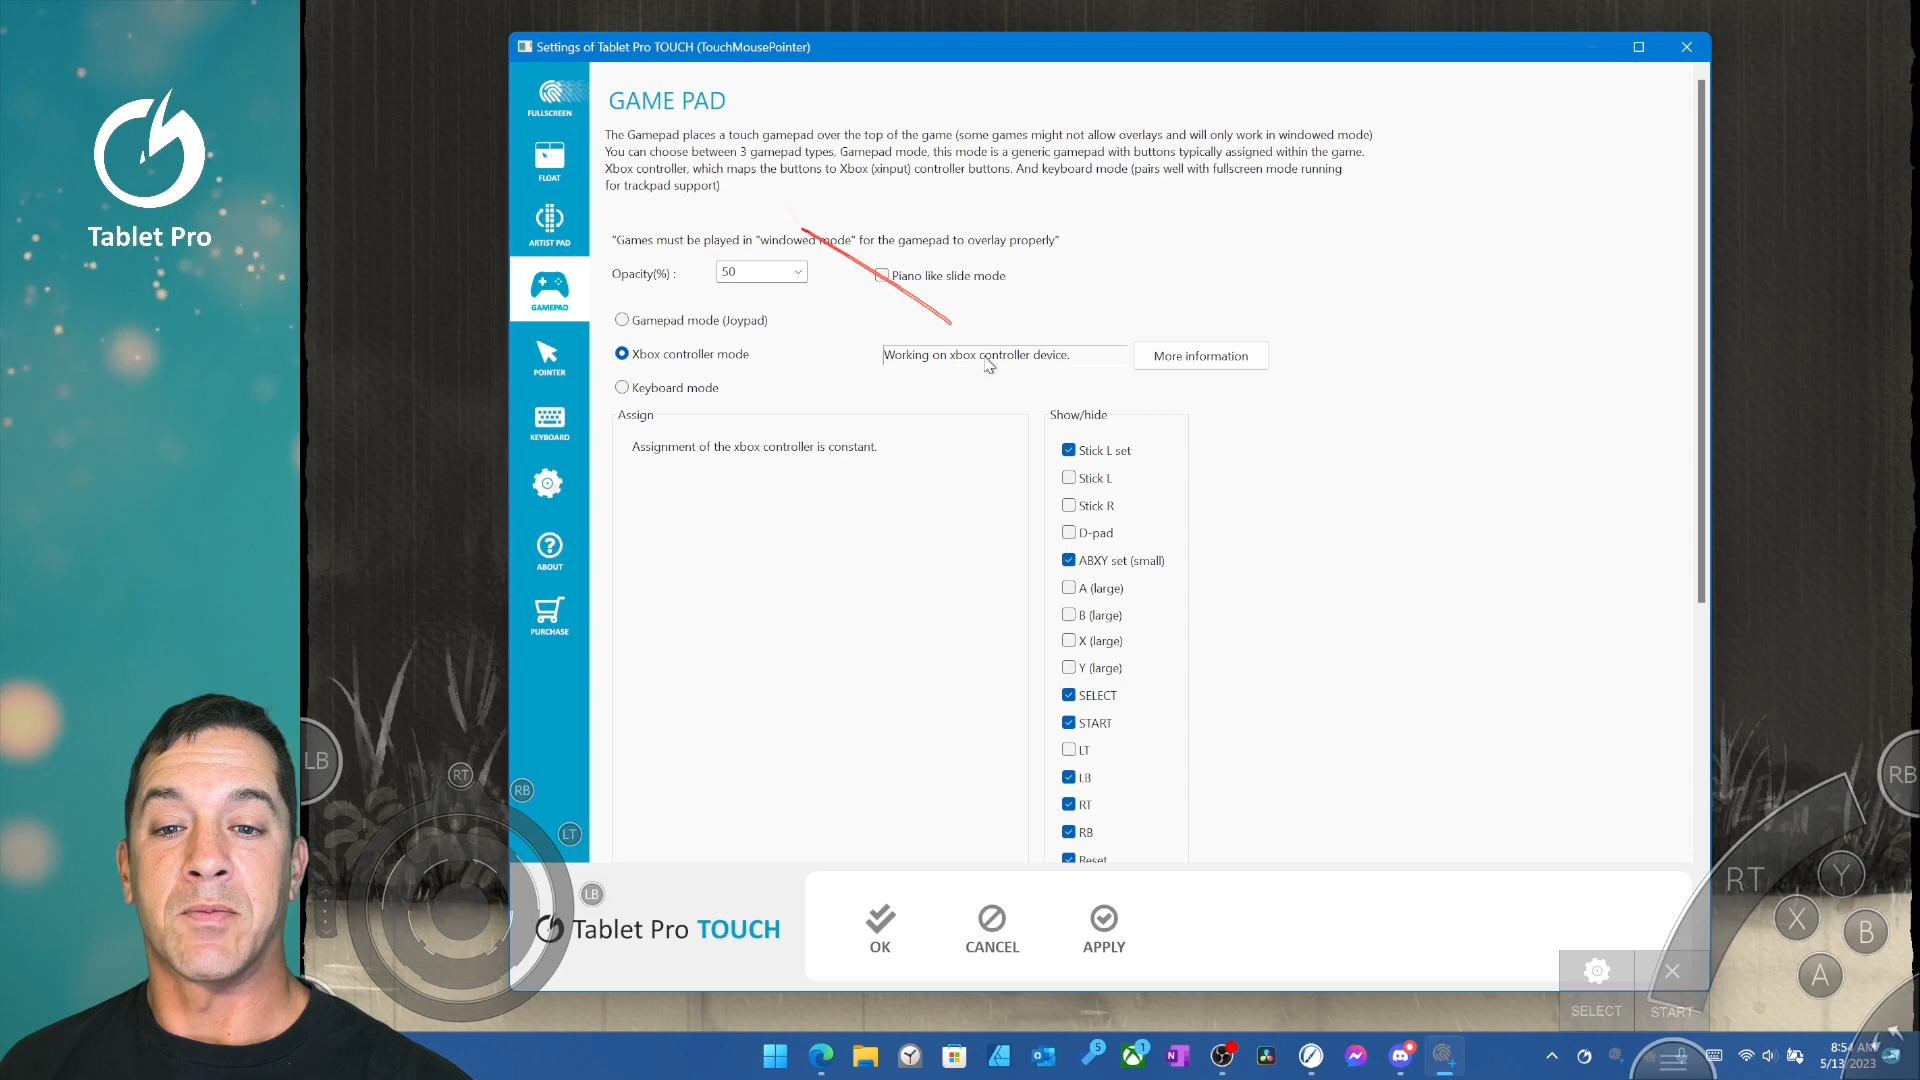 Settings of Tablet Pro TOUCH (TouchMousePointer)
Tablet Pro
FULLSCREEN
FLOAT
ARTIST PAD
GAMEPAD
POINTER
KEYBOARD
ABOUT
PURCHASE
GAME PAD
The Gamepad places a touch gamepad over the top of the game (some games might not allow overlays and will only work in windowed mode)
You can choose between 3 gamepad types, Gamepad mode, this mode is a generic gamepad with buttons typically assigned within the game.
Xbox controller, which maps the buttons to Xbox (xinput) controller buttons. And keyboard mode (pairs well with fullscreen mode running
for trackpad support)
"Games must be played in "windowed mode" for the gamepad to overlay properly"
Opacity(%) : 50
Piano like slide mode
Gamepad mode (Joypad)
Xbox controller mode
Working on xbox controller device.
More information
Keyboard mode
Assign
Assignment of the xbox controller is constant.
Show/hide
Stick L set
Stick L
Stick R
D-pad
ABXY set (small)
A (large)
B (large)
X (large)
Y (large)
SELECT
START
LT
LB
RT
RB
Reset
LB
RT
RB
LT
LB
RB
RT
Y
X
B
A
Tablet Pro TOUCH
OK
CANCEL
APPLY
SELECT
START
5
1
8:54 AM
5/13/2023